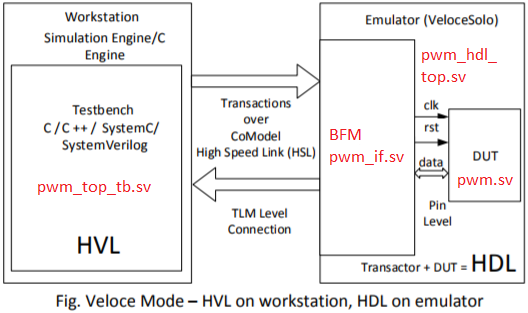 Workstation
Simulation Engine/C
Engine
Testbench
C /C ++ / SystemC/
SystemVerilog
pwm_top_tb.sv
HVL
Transactions
over
CoModel
High Speed Link (HSL)
TLM Level
Connection
Emulator (VeloceSolo)
pwm_hdl_
top.sv
BFM
pwm_if.sv
clk
rst
data
DUT
pwm.sv
Pin
Level
Transactor + DUT = HDL
Fig. Veloce Mode – HVL on workstation, HDL on emulator